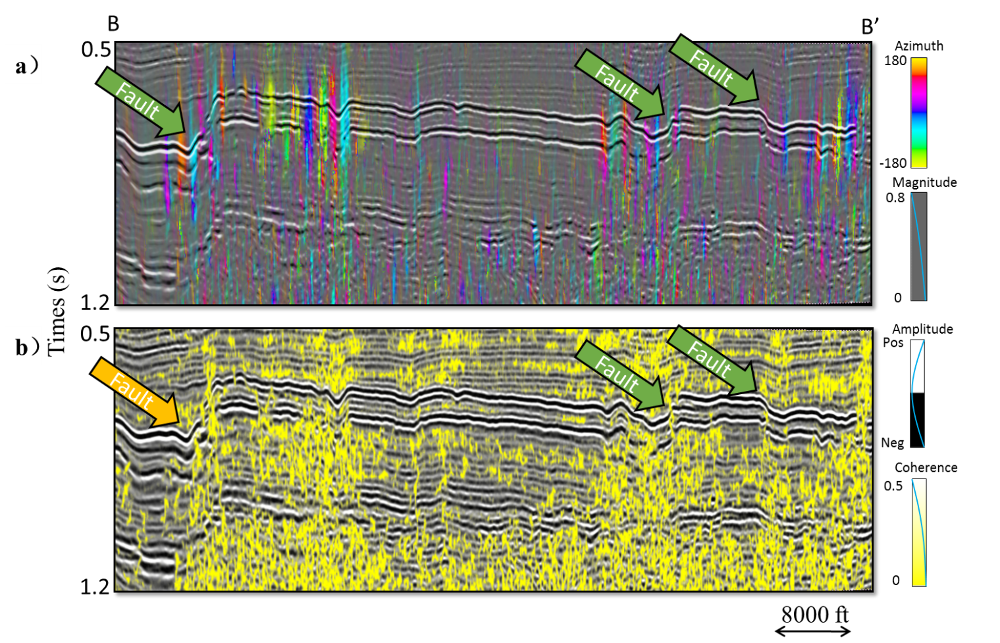 B
B’
0.5
a）
Fault
Fault
Fault
Azimuth
180
-180
Magnitude
0.8
0
1.2
Times (s)
0.5
b）
Fault
Fault
Fault
Amplitude
Pos
Neg
Coherence
0.5
0
1.2
8000 ft